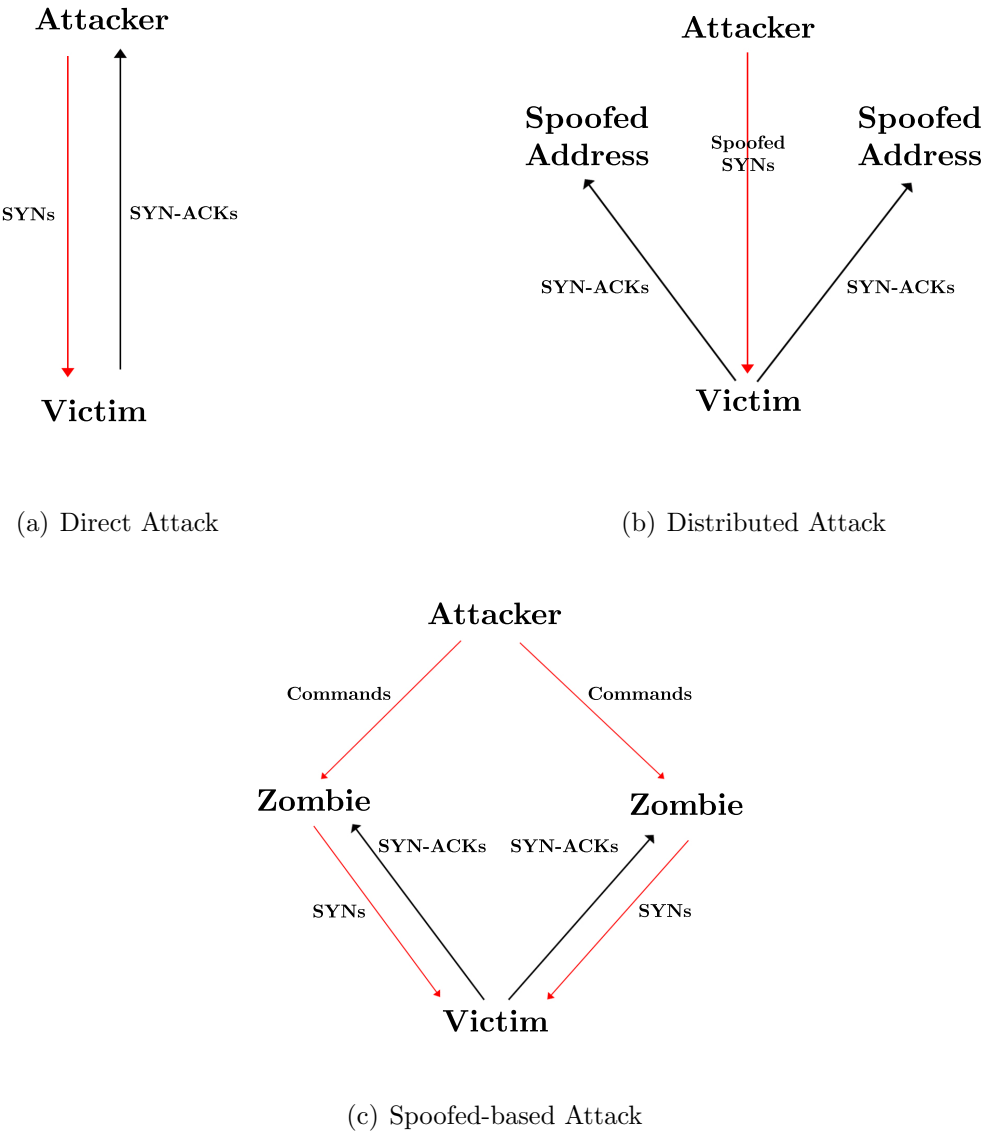 Attacker
SYNs
SYN-ACKs
Victim
(a) Direct Attack
Attacker
Spoofed
Address
Spoofed
SYNs
Spoofed
Address
SYN-ACKs
SYN-ACKs
Victim
(b) Distributed Attack
Attacker
Commands
Commands
Zombie
Zombie
SYN-ACKs
SYN-ACKs
SYNs
SYNs
Victim
(c) Spoofed-based Attack